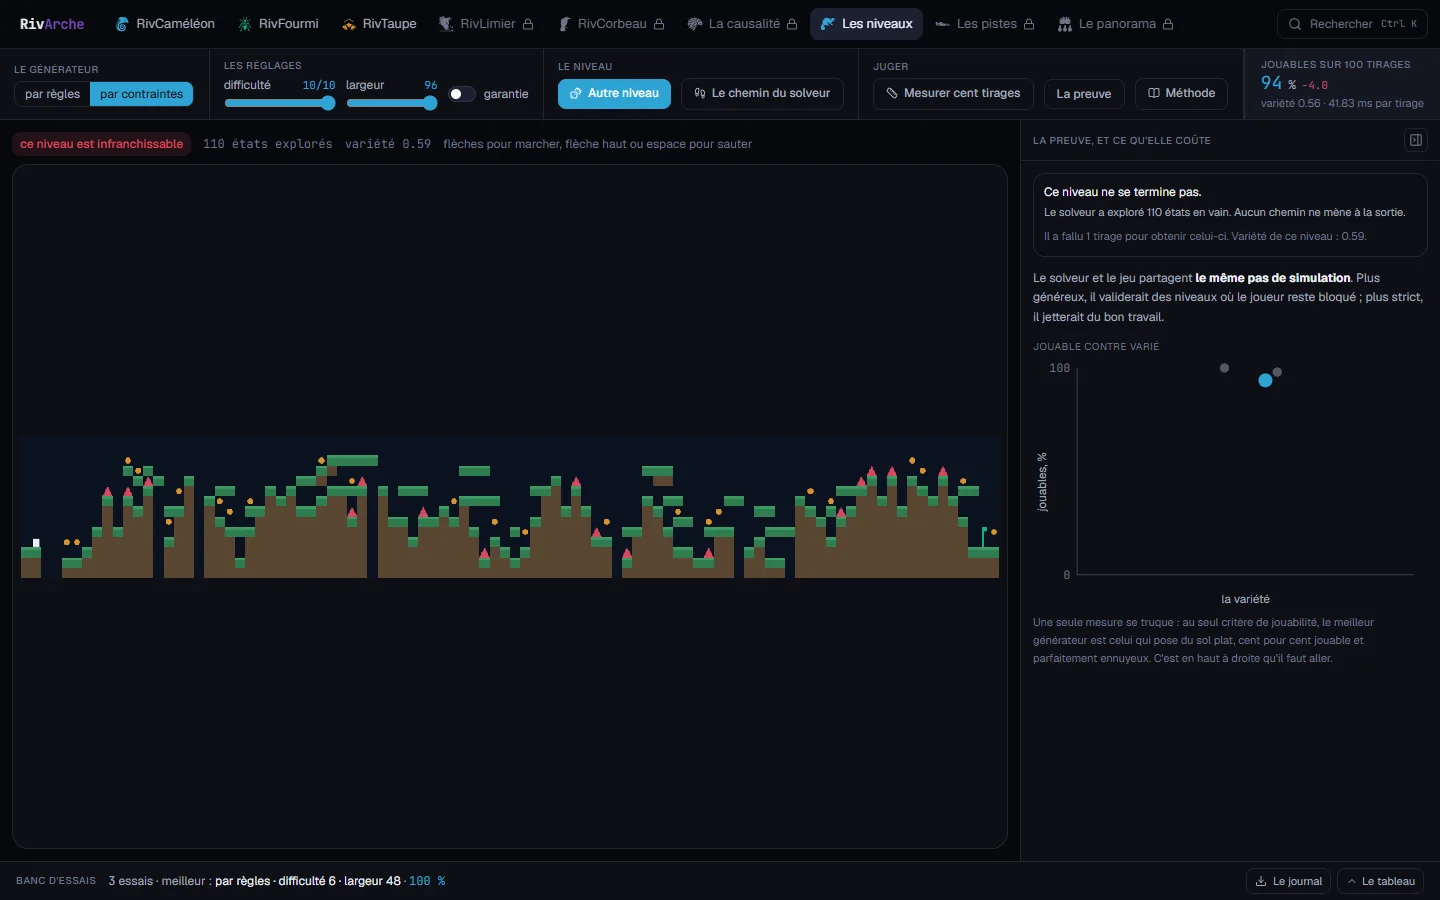 RivArche
RivCaméléon
RivFourmi
RivTaupe
RivLimier
RivCorbeau
La causalité
Les niveaux
Les pistes
Le panorama
Rechercher Ctrl K
LE GÉNÉRATEUR
par règles
par contraintes
LES RÉGLAGES
difficulté 10/10
largeur 96
garantie
LE NIVEAU
Autre niveau
Le chemin du solveur
JUGER
Mesurer cent tirages
La preuve
Méthode
JOUABLES SUR 100 TIRAGES
94 % -4.0
variété 0.56 · 41.83 ms par tirage
ce niveau est infranchissable
110 états explorés
variété 0.59
flèches pour marcher, flèche haut ou espace pour sauter
LA PREUVE, ET CE QU'ELLE COÛTE
Ce niveau ne se termine pas.
Le solveur a exploré 110 états en vain. Aucun chemin ne mène à la sortie.
Il a fallu 1 tirage pour obtenir celui-ci. Variété de ce niveau : 0.59.
Le solveur et le jeu partagent le même pas de simulation. Plus
généreux, il validerait des niveaux où le joueur reste bloqué ; plus strict,
il jetterait du bon travail.
JOUABLE CONTRE VARIÉ
100
jouables, %
0
la variété
Une seule mesure se truque : au seul critère de jouabilité, le meilleur
générateur est celui qui pose du sol plat, cent pour cent jouable et
parfaitement ennuyeux. C'est en haut à droite qu'il faut aller.
BANC D'ESSAIS
3 essais · meilleur : par règles · difficulté 6 · largeur 48 · 100 %
Le journal
Le tableau